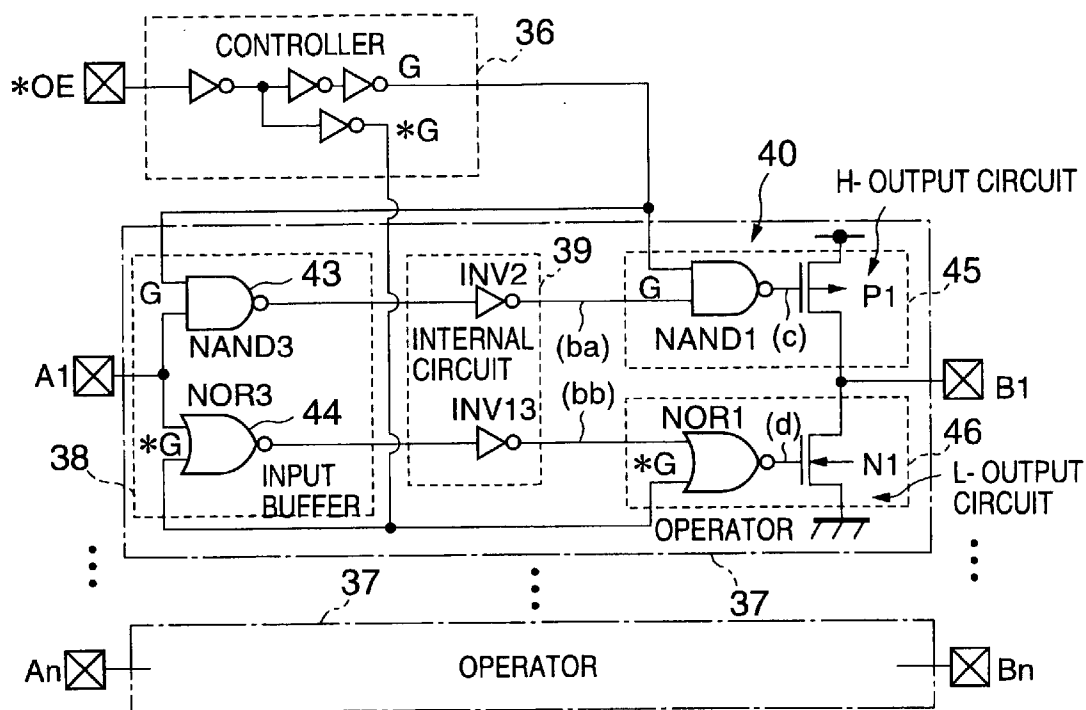 CONTROLLER
36
*OE
G
*G
40
H- OUTPUT CIRCUIT
43
INV2
39
45
G
G
P1
NAND3
INTERNAL
CIRCUIT
(ba)
NAND1
(c)
A1
B1
NOR3
44
INV13
(bb)
NOR1
(d)
46
*G
*G
N1
38
INPUT
BUFFER
L- OUTPUT
CIRCUIT
OPERATOR
37
37
An
OPERATOR
Bn